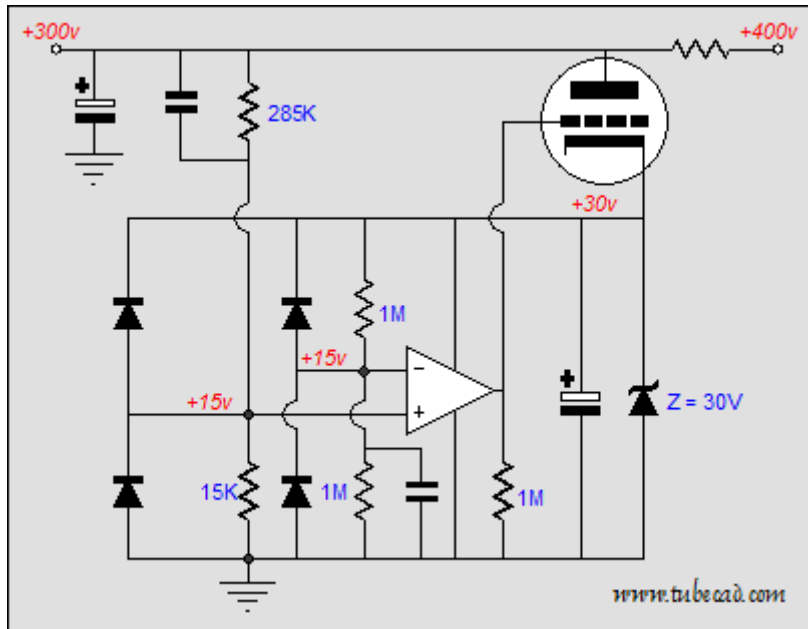 +300v
+400v
+
285K
+30v
1M
+15v
−
+
Z = 30V
+15v
+
15K
1M
1M
www.tubecad.com